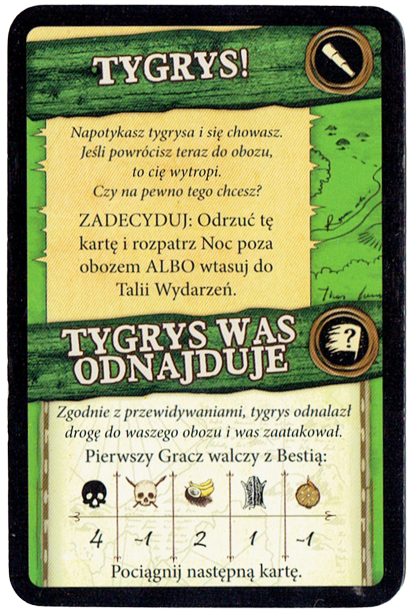 TYGRYS!
Napotykasz tygrysa i się chowasz.
Jeśli powrócisz teraz do obozu,
to cię wytropi.
Czy na pewno tego chcesz?
ZADECYDUJ: Odrzuć tę
kartę i rozpatrz Noc poza
obozem ALBO wtasuj do
Talii Wydarzeń.
TYGRYS WAS
ODNAJDUJE
?
Zgodnie z przewidywaniami, tygrys odnalazł
drogę do waszego obozu i was zaatakował.
Pierwszy Gracz walczy z Bestią:
4 -1 2 1 -1
Pociągnij następną kartę.